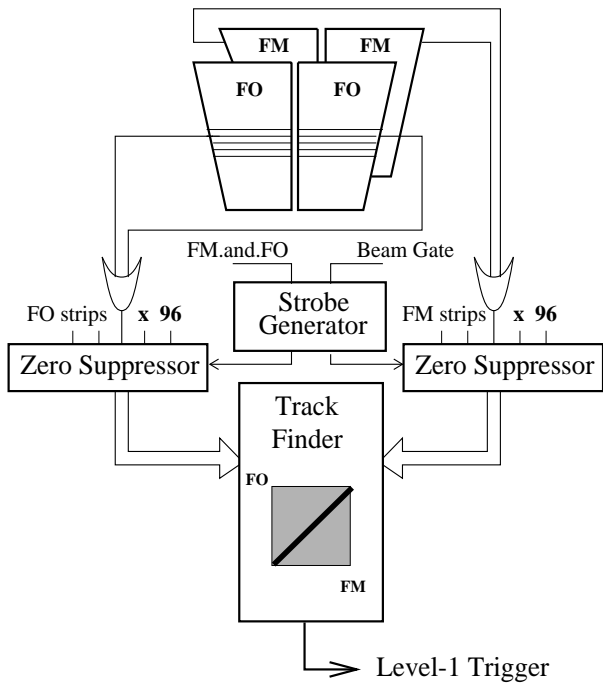 FM FM
FO FO
FM.and.FO Beam Gate
Strobe
Generator
FO strips x 96
FM strips x 96
Zero Suppressor
Zero Suppressor
Track
Finder
FO
FM
Level-1 Trigger